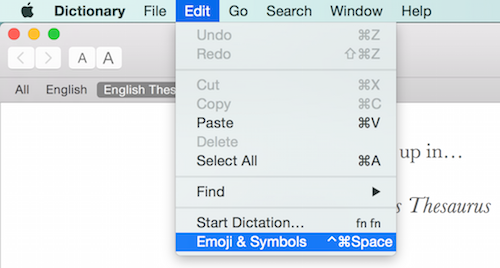 Dictionary File Edit Go Search Window Help
A A
All English English Thes
Undo ⌘Z
Redo ⇧⌘Z
Cut ⌘X
Copy ⌘C
Paste ⌘V
Delete
Select All ⌘A
up in…
Find ▶
s Thesaurus
Start Dictation… fn fn
Emoji & Symbols ^⌘Space